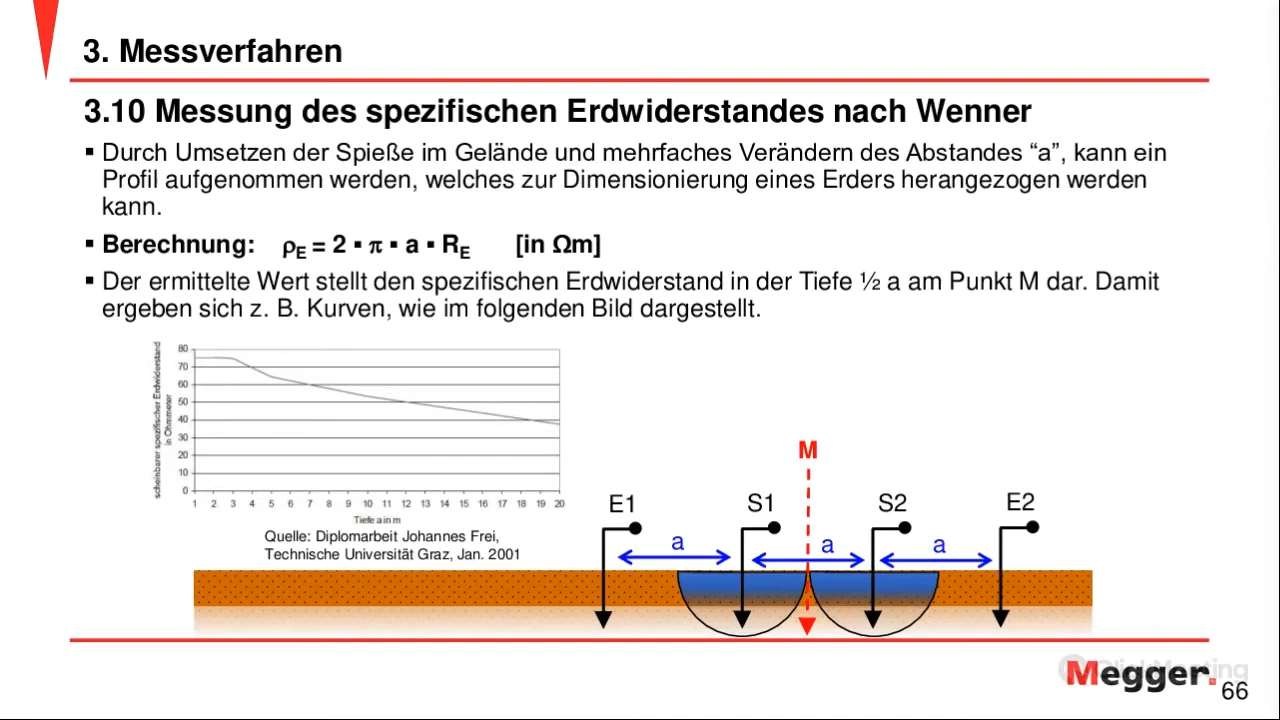 3. Messverfahren
3.10 Messung des spezifischen Erdwiderstandes nach Wenner
▪ Durch Umsetzen der Spieße im Gelände und mehrfaches Verändern des Abstandes “a”, kann ein
Profil aufgenommen werden, welches zur Dimensionierung eines Erders herangezogen werden
kann.
▪ Berechnung: ρE = 2 ▪ π ▪ a ▪ RE [in Ωm]
▪ Der ermittelte Wert stellt den spezifischen Erdwiderstand in der Tiefe ½ a am Punkt M dar. Damit
ergeben sich z. B. Kurven, wie im folgenden Bild dargestellt.
scheinbarer spezifischer Erdwiderstand
in Ohmmeter
80
70
60
50
40
30
20
10
0
1 2 3 4 5 6 7 8 9 10 11 12 13 14 15 16 17 18 19 20
Tiefe a in m
Quelle: Diplomarbeit Johannes Frei,
Technische Universität Graz, Jan. 2001
M
E1 S1 S2 E2
a a a
Megger.
66